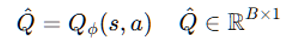 Q̂ = Q_ϕ(s, a)   Q̂ ∈ ℝ^{B×1}